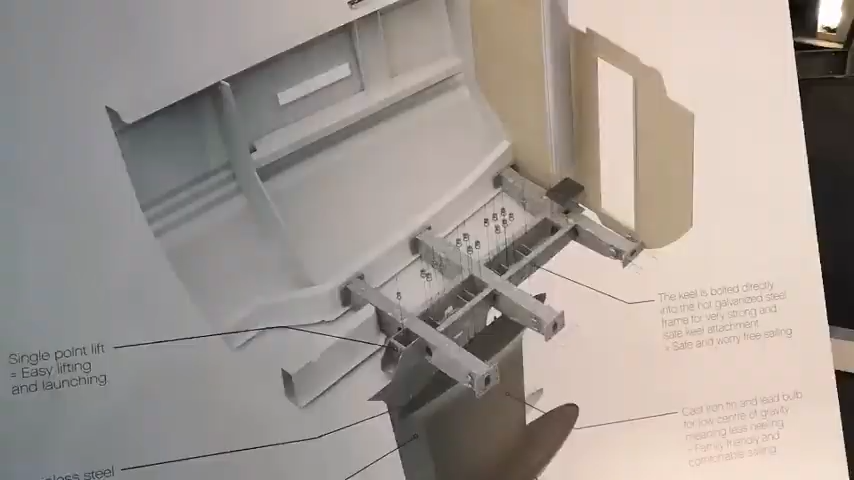 The keel is bolted directly
into the hot galvanized steel
frame for very strong and
safe keel attachment
= Safe and worry free sailing
Single point lift
= Easy lifting
and launching
Cast iron fin and lead bulb
for low centre of gravity
meaning less heeling
= Family friendly and
comfortable sailing
steel